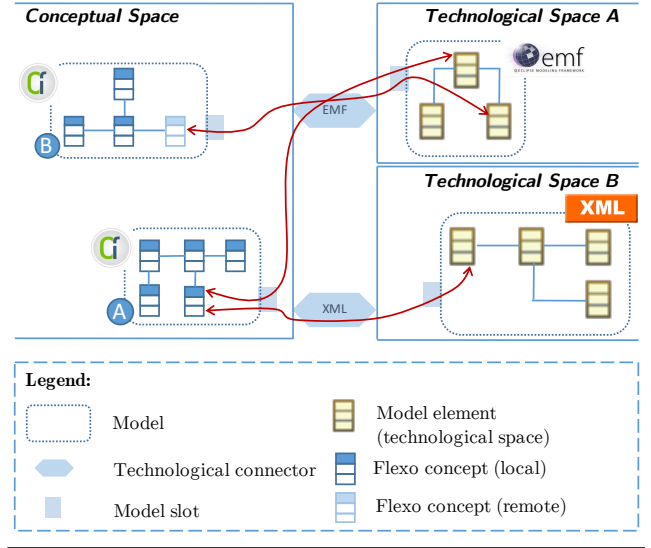 Conceptual Space
Technological Space A
emf
ECLIPSE MODELING FRAMEWORK
EMF
B
Technological Space B
XML
A
XML
Legend:
Model
Model element
(technological space)
Technological connector
Flexo concept (local)
Model slot
Flexo concept (remote)